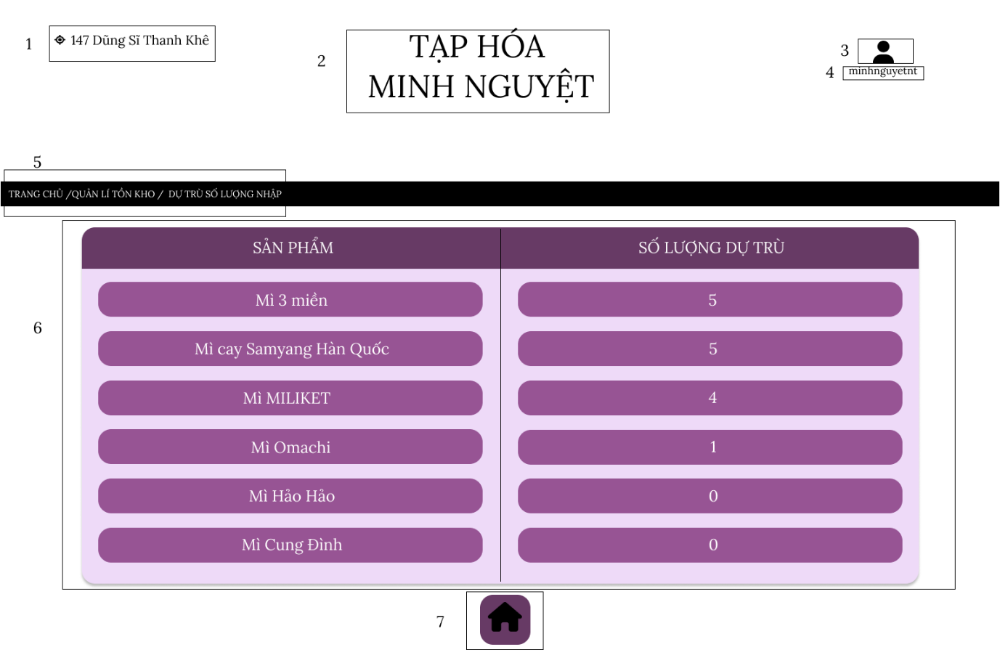 1
147 Dũng Sĩ Thanh Khê
2
TẠP HÓA
MINH NGUYỆT
3
4
minhnguyetnt
5
TRANG CHỦ /QUẢN LÍ TỒN KHO / DỰ TRÙ SỐ LƯỢNG NHẬP
SẢN PHẨM SỐ LƯỢNG DỰ TRÙ
Mì 3 miền 5
6
Mì cay Samyang Hàn Quốc 5
Mì MILIKET 4
Mì Omachi 1
Mì Hảo Hảo 0
Mì Cung Đình 0
7